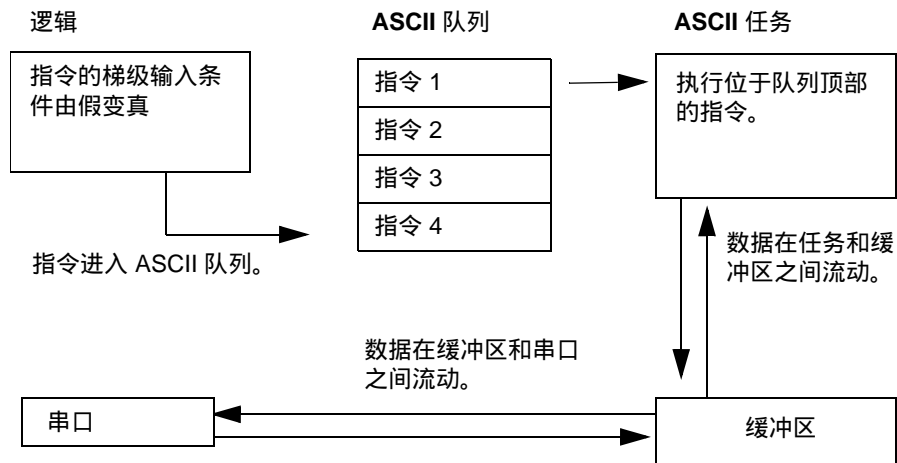 逻辑
ASCII 队列
ASCII 任务
指令的梯级输入条
件由假变真
指令 1
指令 2
指令 3
指令 4
执行位于队列顶部
的指令。
指令进入 ASCII 队列。
数据在任务和缓
冲区之间流动。
数据在缓冲区和串口
之间流动。
串口
缓冲区